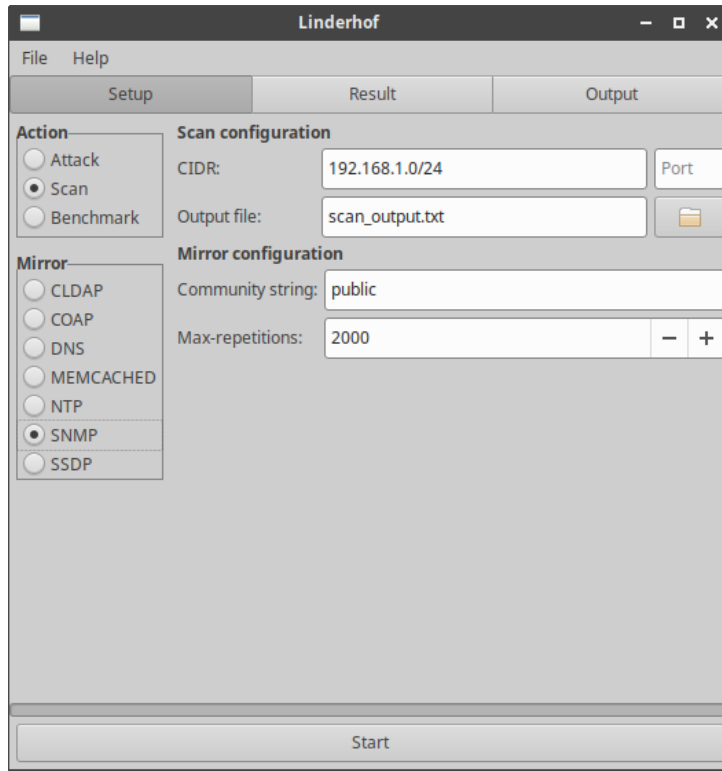 Linderhof
File Help
Setup Result Output
Action
Attack
Scan
Benchmark
Mirror
CLDAP
COAP
DNS
MEMCACHED
NTP
SNMP
SSDP
Scan configuration
CIDR: 192.168.1.0/24 Port
Output file: scan_output.txt
Mirror configuration
Community string: public
Max-repetitions: 2000 − +
Start